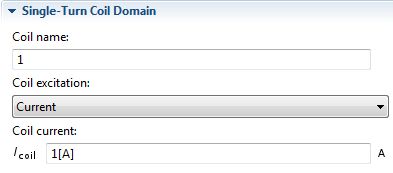 Single-Turn Coil Domain
Coil name:
1
Coil excitation:
Current
Coil current:
I coil 1[A] A